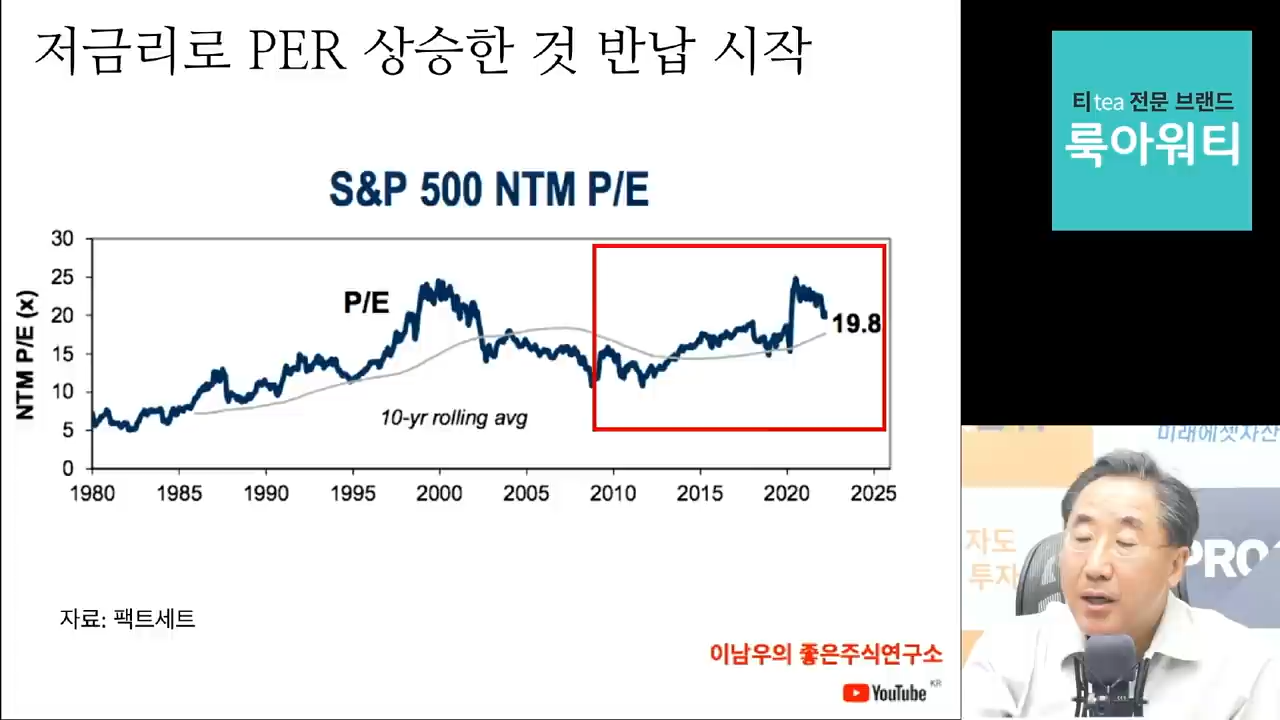 저금리로 PER 상승한 것 반납 시작
S&P 500 NTM P/E
NTM P/E (x)
30
25
20
15
10
5
0
P/E
19.8
10-yr rolling avg
1980 1985 1990 1995 2000 2005 2010 2015 2020 2025
자료: 팩트세트
이남우의 좋은주식연구소
YouTube KR
티tea 전문 브랜드
룩아워티
미래에셋자산
자도
투자
PRO